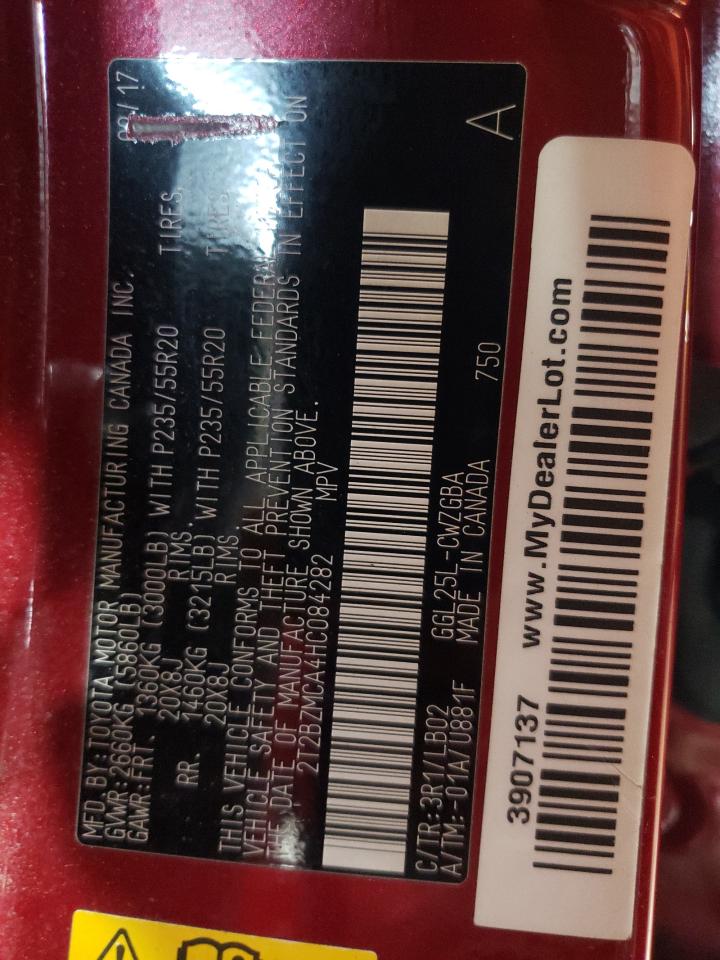 MFD. BY: TOYOTA MOTOR MANUFACTURING CANADA INC. /17
GVWR: 2660KG (5860LB)
GAWR: FRT. 1360KG (3000LB) WITH P235/55R20 TIRES,
20X8J RIMS.
RR. 1460KG (3215LB) WITH P235/55R20 TIRES
20X8J RIMS.
THIS VEHICLE CONFORMS TO ALL APPLICABLE FEDERAL
VEHICLE SAFETY AND THEFT PREVENTION STANDARDS IN EFFECT ON
THE DATE OF MANUFACTURE SHOWN ABOVE.
2T2BZMCA4HC084282 MPV
C/TR: 3R1/LB02 GGL25L-CWZGBA
A/TM: -01A/U881F MADE IN CANADA 750 A
3907137 www.MyDealerLot.com